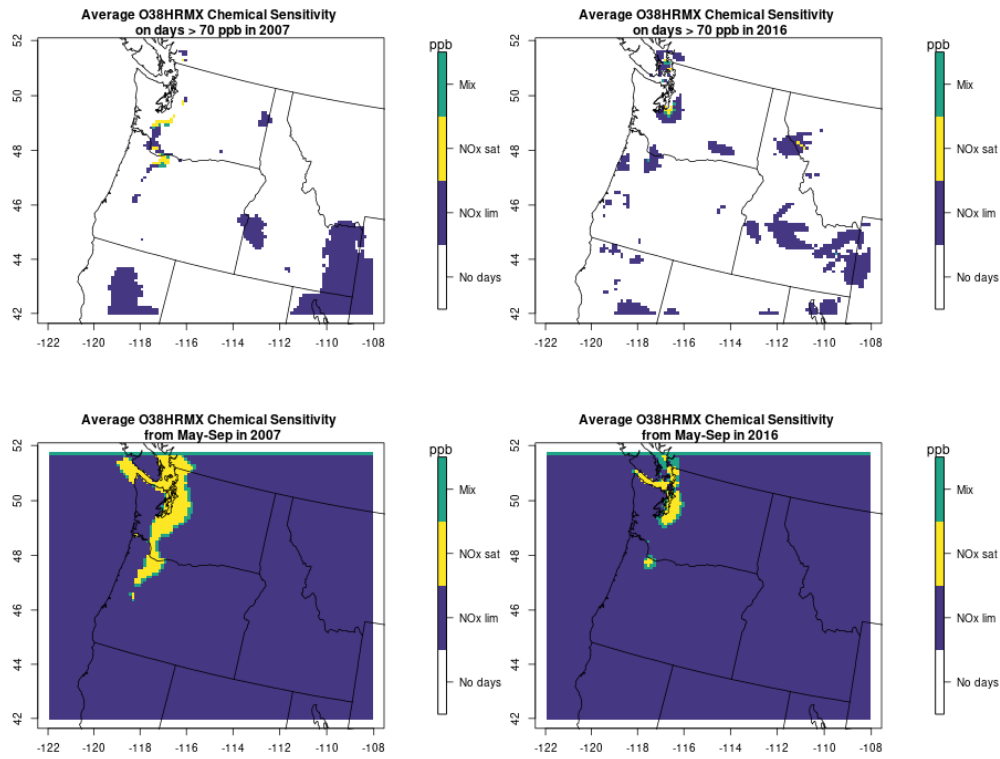 Average O38HRMX Chemical Sensitivity
on days > 70 ppb in 2007
ppb
Mix
NOx sat
NOx lim
No days
52
50
48
46
44
42
-122 -120 -118 -116 -114 -112 -110 -108
Average O38HRMX Chemical Sensitivity
on days > 70 ppb in 2016
ppb
Mix
NOx sat
NOx lim
No days
52
50
48
46
44
42
-122 -120 -118 -116 -114 -112 -110 -108
Average O38HRMX Chemical Sensitivity
from May-Sep in 2007
ppb
Mix
NOx sat
NOx lim
No days
52
50
48
46
44
42
-122 -120 -118 -116 -114 -112 -110 -108
Average O38HRMX Chemical Sensitivity
from May-Sep in 2016
ppb
Mix
NOx sat
NOx lim
No days
52
50
48
46
44
42
-122 -120 -118 -116 -114 -112 -110 -108